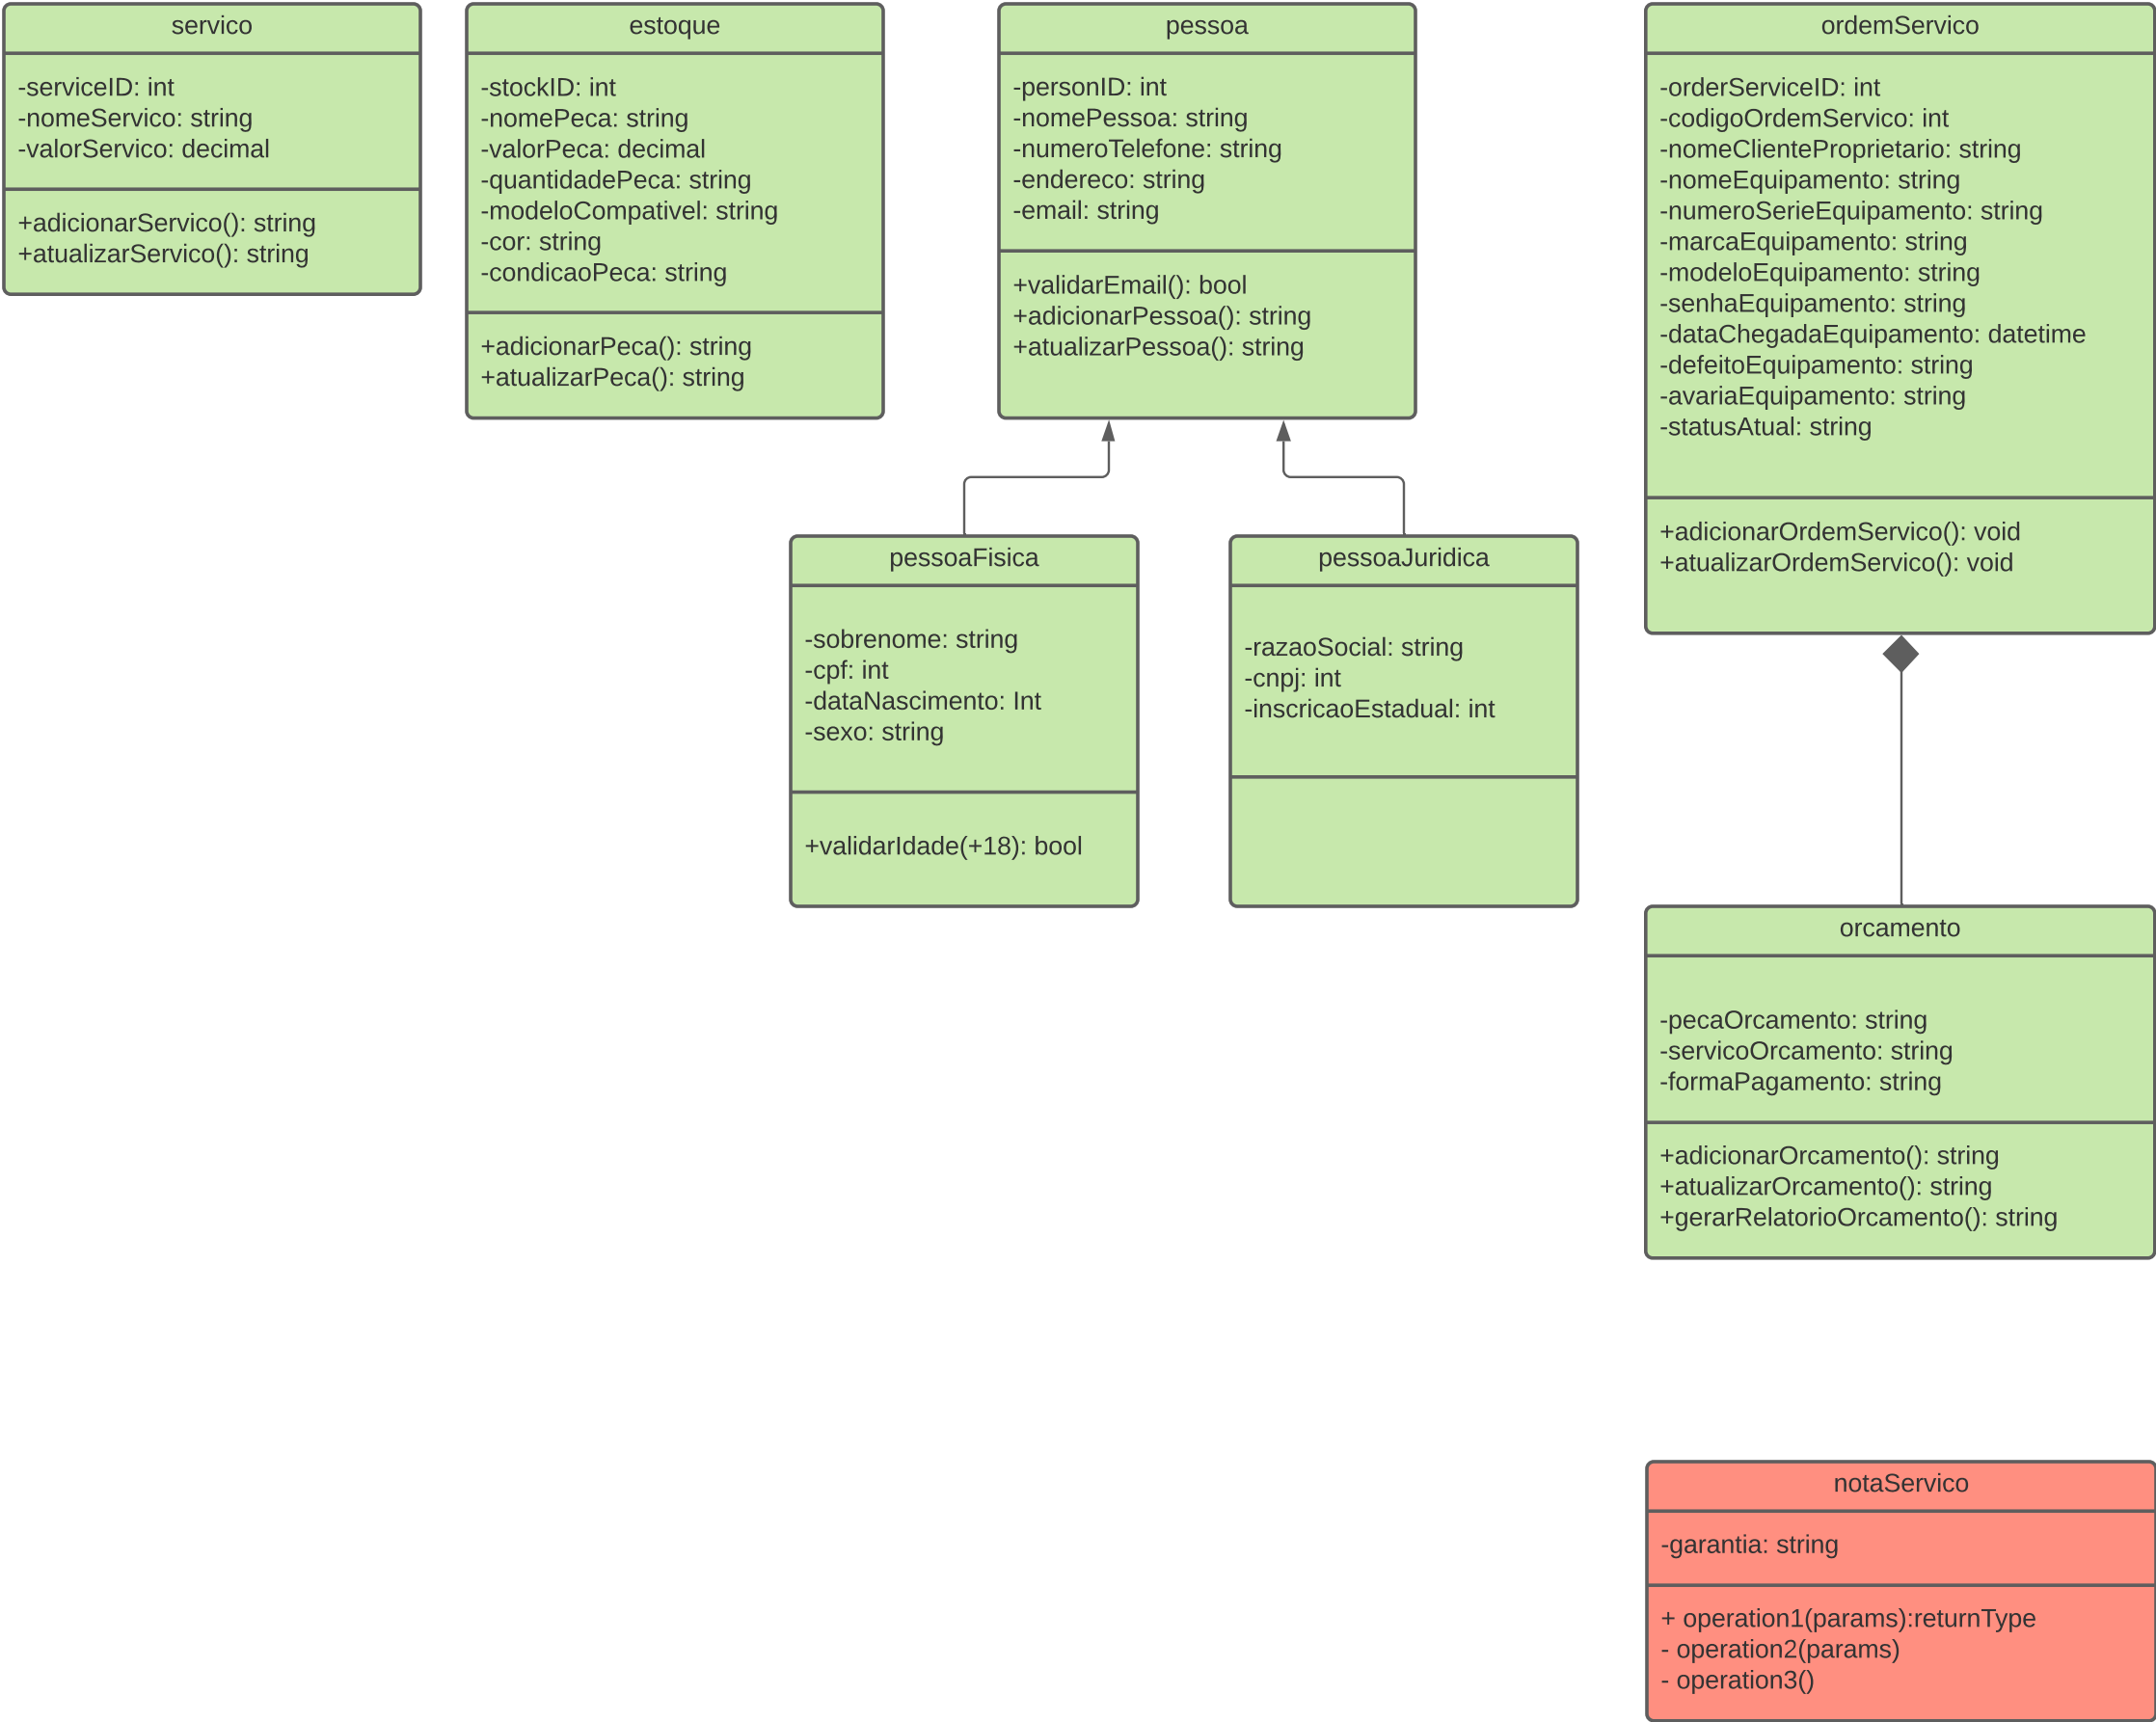 servico
-serviceID: int
-nomeServico: string
-valorServico: decimal
+adicionarServico(): string
+atualizarServico(): string
estoque
-stockID: int
-nomePeca: string
-valorPeca: decimal
-quantidadePeca: string
-modeloCompativel: string
-cor: string
-condicaoPeca: string
+adicionarPeca(): string
+atualizarPeca(): string
pessoa
-personID: int
-nomePessoa: string
-numeroTelefone: string
-endereco: string
-email: string
+validarEmail(): bool
+adicionarPessoa(): string
+atualizarPessoa(): string
ordemServico
-orderServiceID: int
-codigoOrdemServico: int
-nomeClienteProprietario: string
-nomeEquipamento: string
-numeroSerieEquipamento: string
-marcaEquipamento: string
-modeloEquipamento: string
-senhaEquipamento: string
-dataChegadaEquipamento: datetime
-defeitoEquipamento: string
-avariaEquipamento: string
-statusAtual: string
+adicionarOrdemServico(): void
+atualizarOrdemServico(): void
pessoaFisica
-sobrenome: string
-cpf: int
-dataNascimento: Int
-sexo: string
+validarIdade(+18): bool
pessoaJuridica
-razaoSocial: string
-cnpj: int
-inscricaoEstadual: int
orcamento
-pecaOrcamento: string
-servicoOrcamento: string
-formaPagamento: string
+adicionarOrcamento(): string
+atualizarOrcamento(): string
+gerarRelatorioOrcamento(): string
notaServico
-garantia: string
+ operation1(params):returnType
- operation2(params)
- operation3()